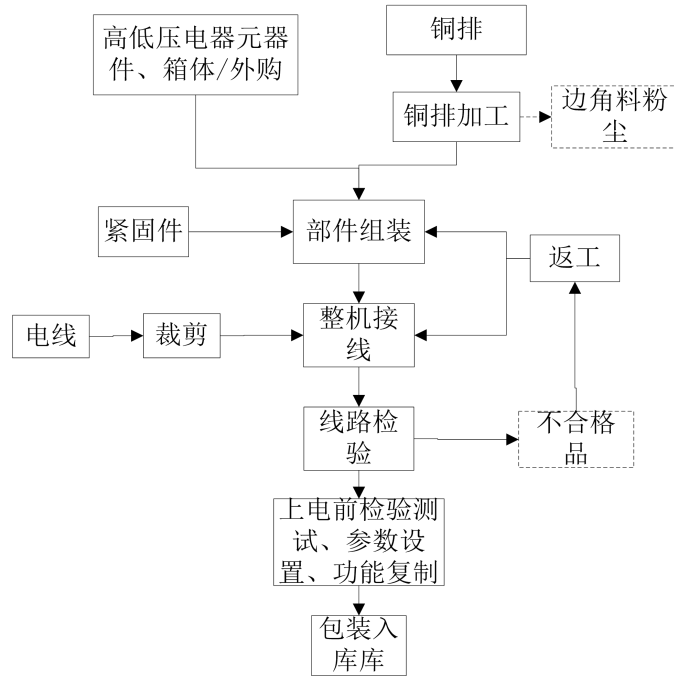 高低压电器元器
件、箱体/外购
铜排
铜排加工
边角料粉
尘
紧固件
部件组装
返工
电线
裁剪
整机接
线
线路检
验
不合格
品
上电前检验测
试、参数设
置、功能复制
包装入
库库